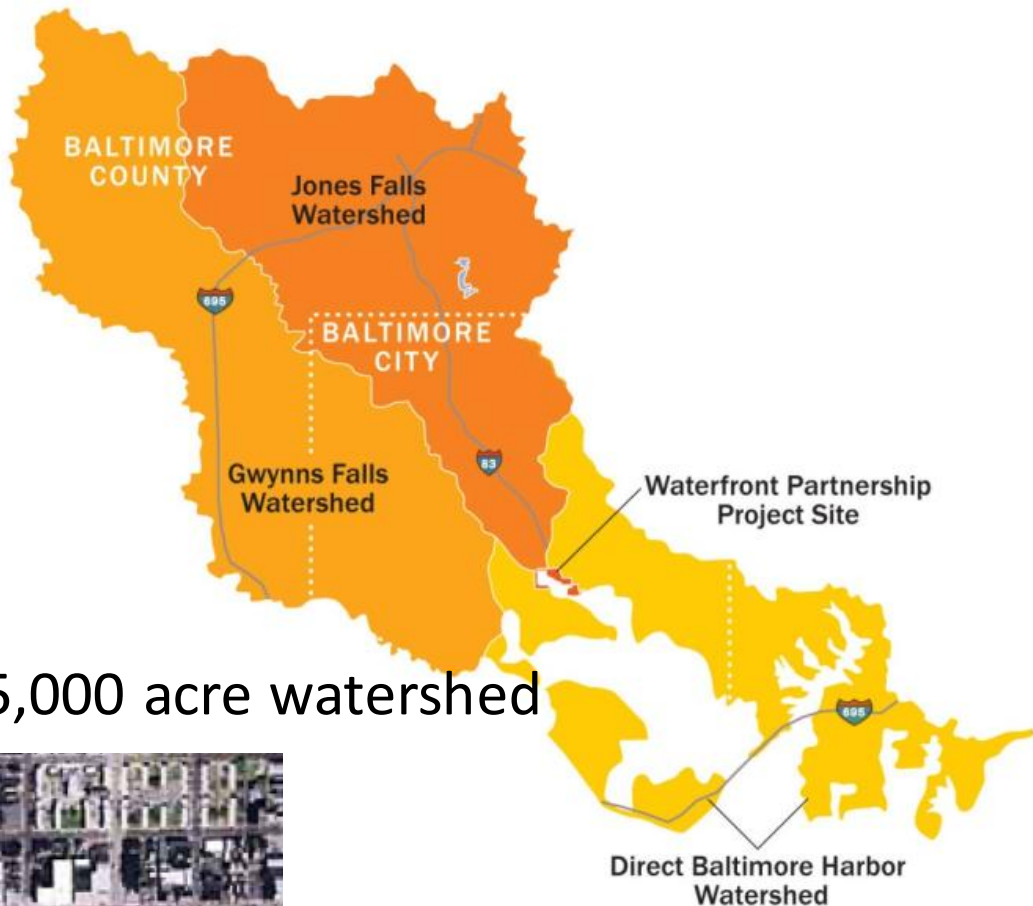 BALTIMORE
COUNTY
Jones Falls
Watershed
695
BALTIMORE
CITY
83
Gwynns Falls
Watershed
Waterfront Partnership
Project Site
5,000 acre watershed
695
Direct Baltimore Harbor
Watershed